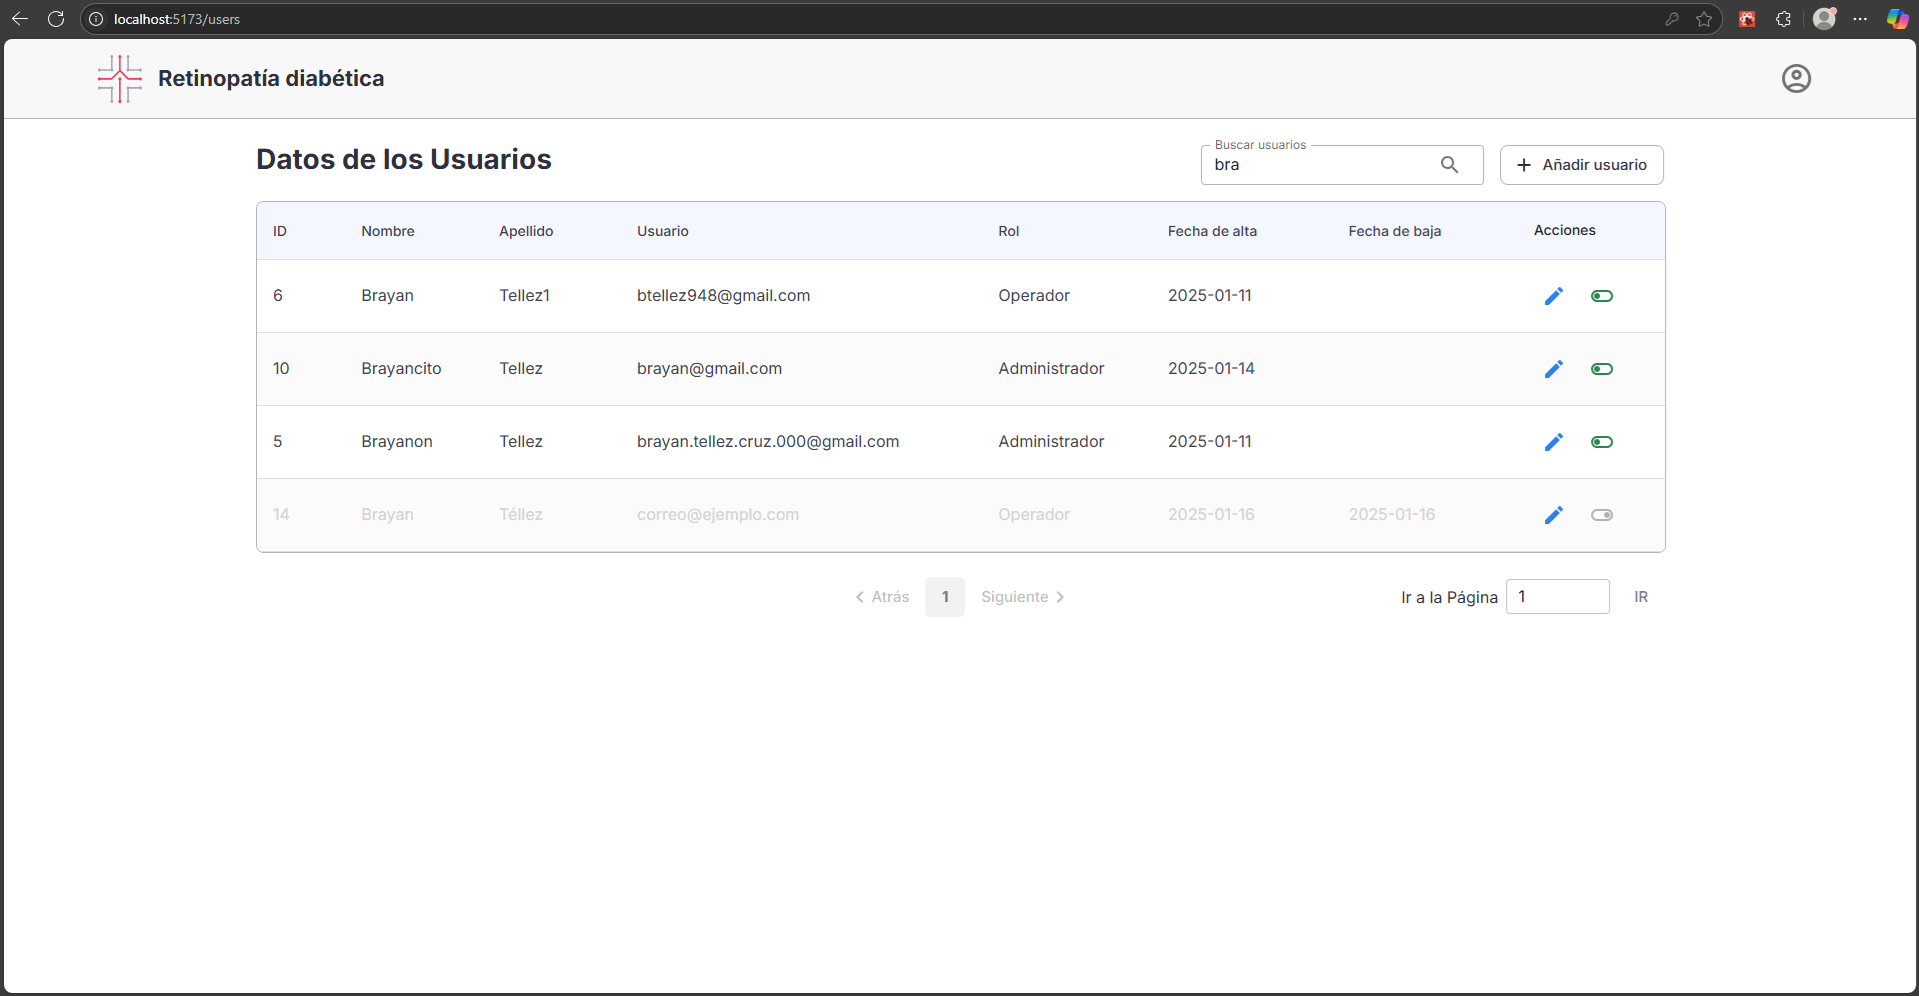 localhost:5173/users
Retinopatía diabética
Datos de los Usuarios
Buscar usuarios
bra
Añadir usuario
ID Nombre Apellido Usuario Rol Fecha de alta Fecha de baja Acciones
6 Brayan Tellez1 btellez948@gmail.com Operador 2025-01-11
10 Brayancito Tellez brayan@gmail.com Administrador 2025-01-14
5 Brayanon Tellez brayan.tellez.cruz.000@gmail.com Administrador 2025-01-11
14 Brayan Téllez correo@ejemplo.com Operador 2025-01-16 2025-01-16
Atrás 1 Siguiente Ir a la Página 1 IR